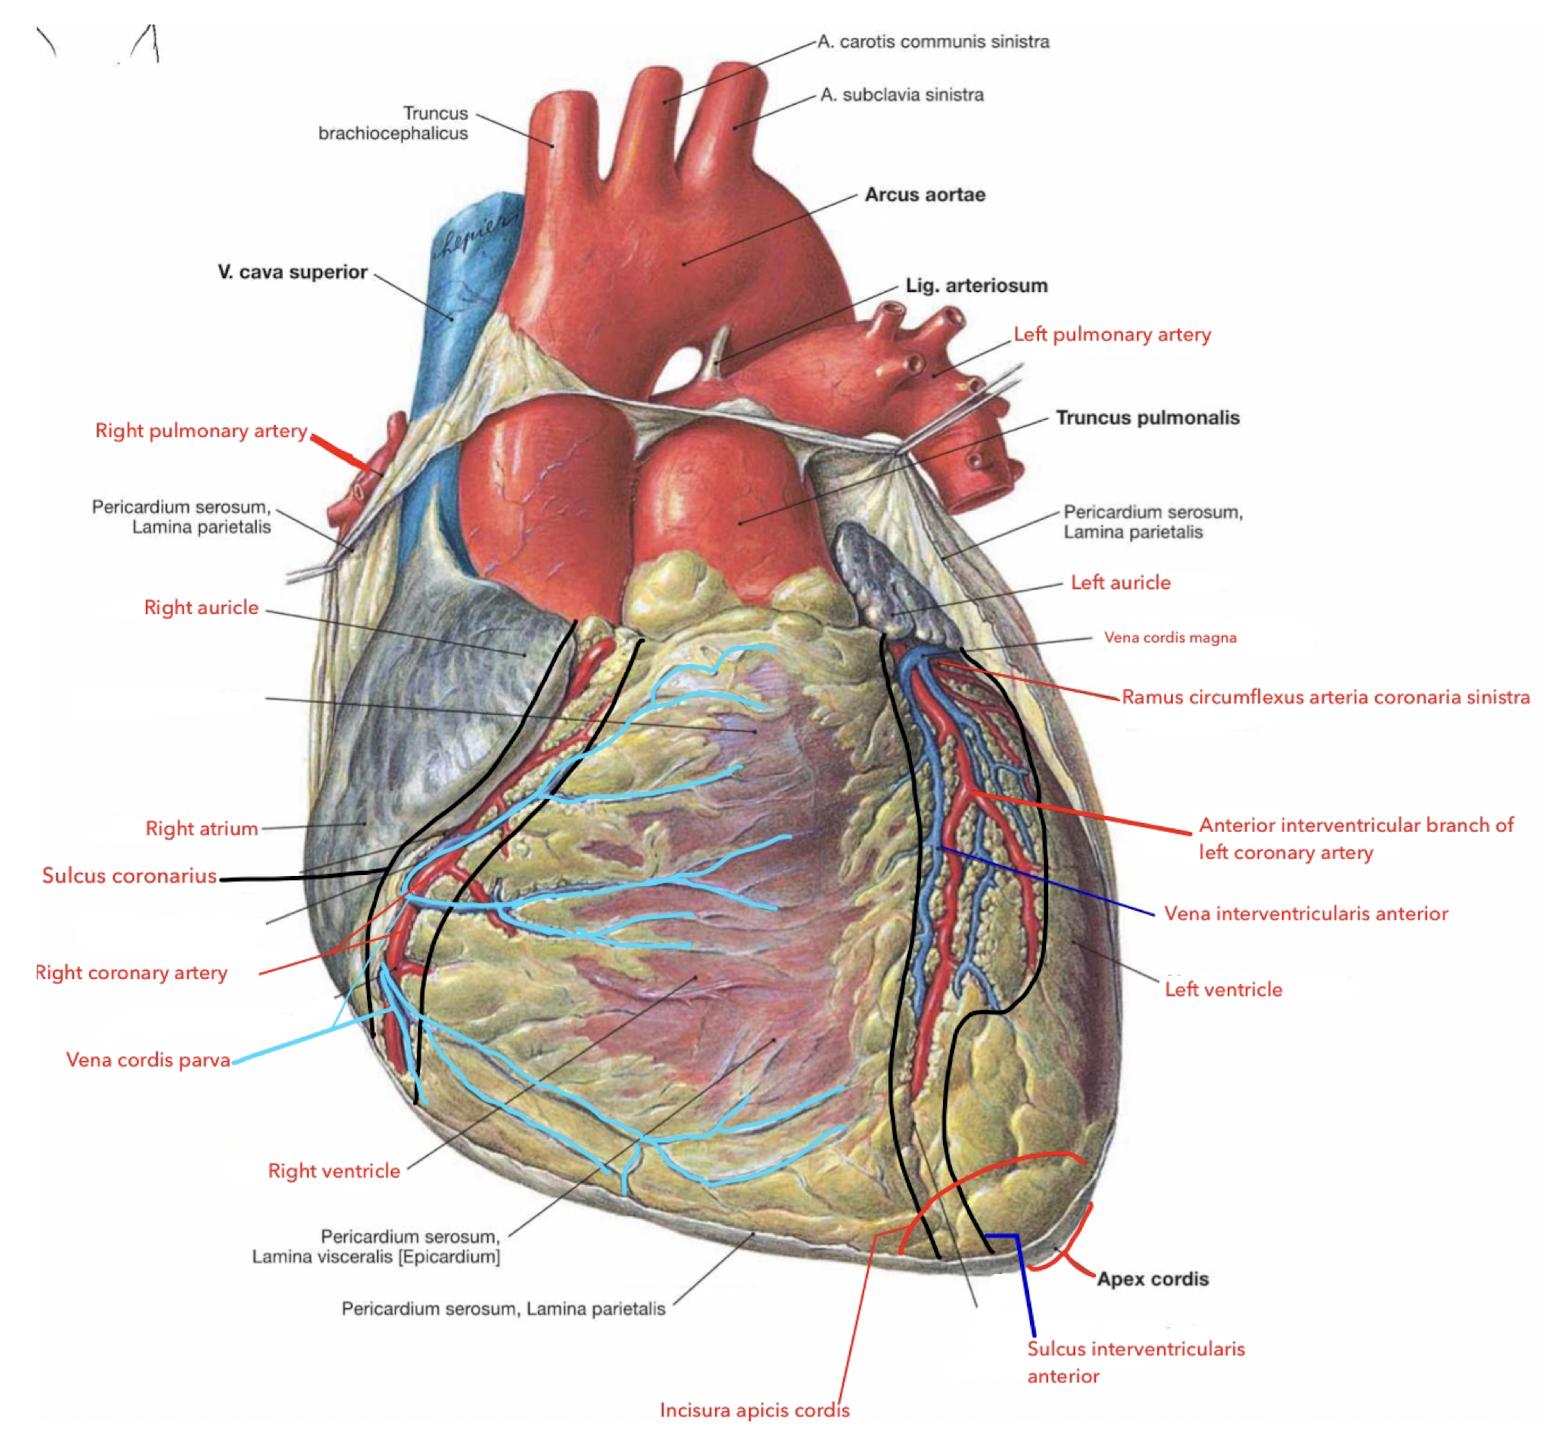 A. carotis communis sinistra
A. subclavia sinistra
Truncus
brachiocephalicus
Arcus aortae
V. cava superior
Lig. arteriosum
Left pulmonary artery
Truncus pulmonalis
Right pulmonary artery
Pericardium serosum,
Lamina parietalis
Pericardium serosum,
Lamina parietalis
Left auricle
Right auricle
Vena cordis magna
Ramus circumflexus arteria coronaria sinistra
Right atrium
Anterior interventricular branch of
left coronary artery
Sulcus coronarius
Vena interventricularis anterior
Right coronary artery
Left ventricle
Vena cordis parva
Right ventricle
Pericardium serosum,
Lamina visceralis [Epicardium]
Apex cordis
Pericardium serosum, Lamina parietalis
Sulcus interventricularis
anterior
Incisura apicis cordis